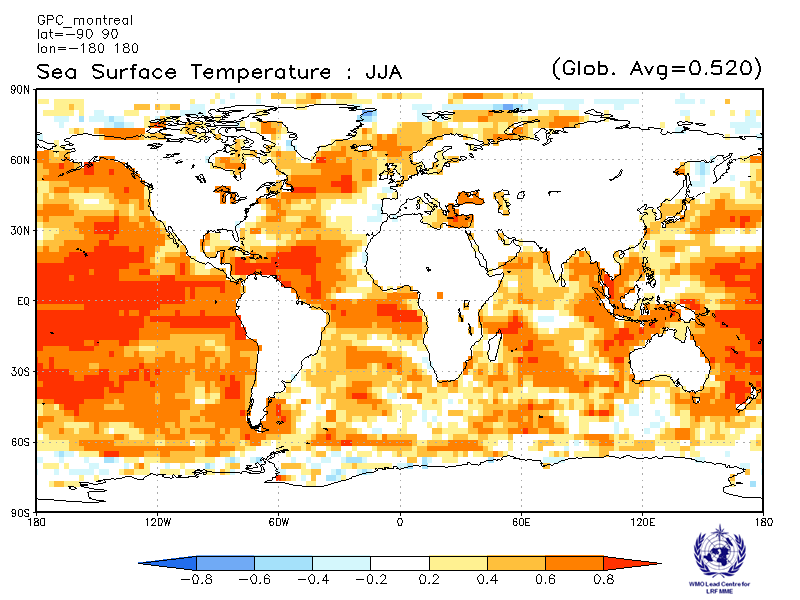 GPC_montreal
lat=−90 90
lon=−180 180
Sea Surface Temperature : JJA
(Glob. Avg=0.520)
90N
60N
30N
EQ
30S
60S
90S
180 120W 60W 0 60E 120E 180
−0.8 −0.6 −0.4 −0.2 0.2 0.4 0.6 0.8
WMO Lead Centre for
LRF MME